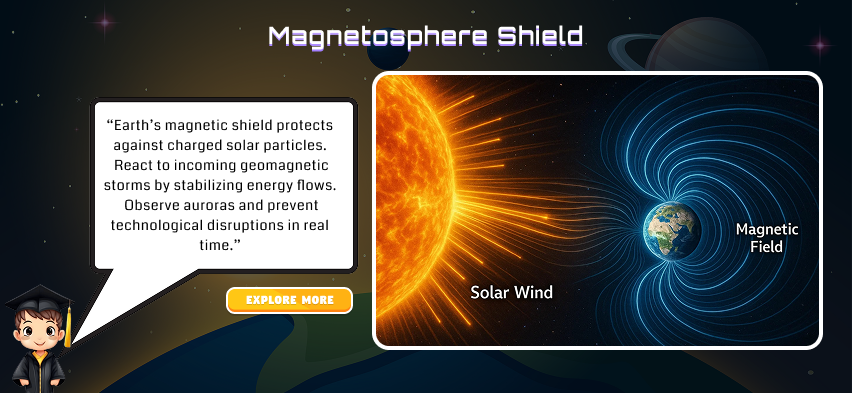 Magnetosphere Shield
“Earth’s magnetic shield protects
against charged solar particles.
React to incoming geomagnetic
storms by stabilizing energy flows.
Observe auroras and prevent
technological disruptions in real
time.”
EXPLORE MORE
Solar Wind
Magnetic
Field